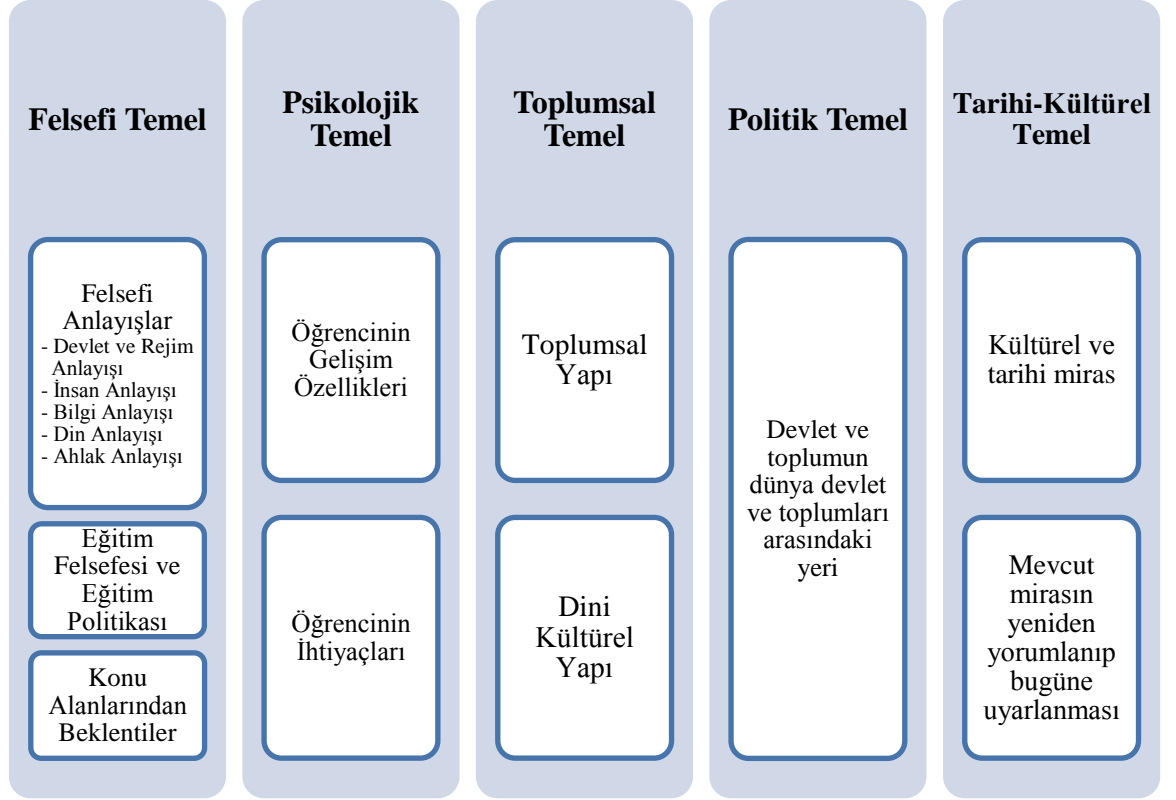 Felsefi Temel
Felsefi
Anlayışlar
- Devlet ve Rejim
Anlayışı
- İnsan Anlayışı
- Bilgi Anlayışı
- Din Anlayışı
- Ahlak Anlayışı
Eğitim
Felsefesi ve
Eğitim
Politikası
Konu
Alanlarından
Beklentiler
Psikolojik
Temel
Öğrencinin
Gelişim
Özellikleri
Öğrencinin
İhtiyaçları
Toplumsal
Temel
Toplumsal
Yapı
Dini
Kültürel
Yapı
Politik Temel
Devlet ve
toplumun
dünya devlet
ve toplumları
arasındaki
yeri
Tarihi-Kültürel
Temel
Kültürel ve
tarihi miras
Mevcut
mirasın
yeniden
yorumlanıp
bugüne
uyarlanması